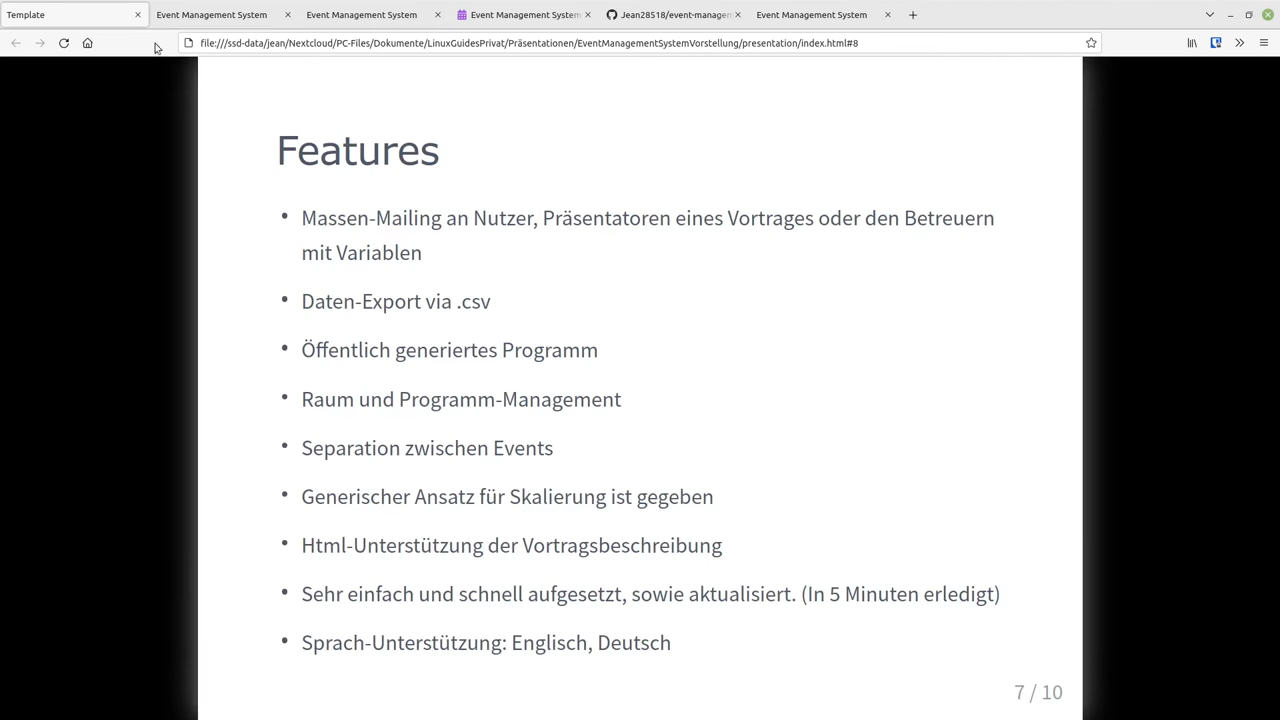 Template
Event Management System
Event Management System
Event Management System
Jean28518/event-managem
Event Management System
file:///ssd-data/jean/Nextcloud/PC-Files/Dokumente/LinuxGuidesPrivat/Präsentationen/EventManagementSystemVorstellung/presentation/index.html#8
Features
• Massen-Mailing an Nutzer, Präsentatoren eines Vortrages oder den Betreuern
mit Variablen
• Daten-Export via .csv
• Öffentlich generiertes Programm
• Raum und Programm-Management
• Separation zwischen Events
• Generischer Ansatz für Skalierung ist gegeben
• Html-Unterstützung der Vortragsbeschreibung
• Sehr einfach und schnell aufgesetzt, sowie aktualisiert. (In 5 Minuten erledigt)
• Sprach-Unterstützung: Englisch, Deutsch
7 / 10